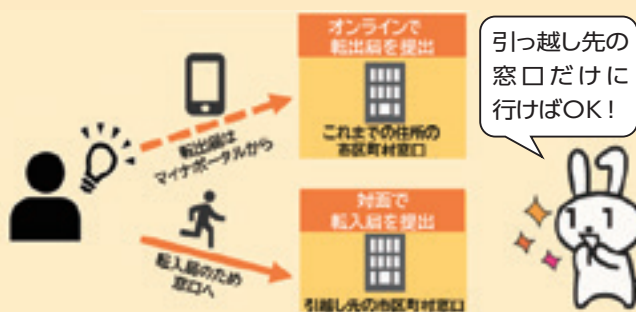 オンラインで
転出届を提出
これまでの住所の
市区町村窓口
転出届は
マイナポータルから
対面で
転入届を提出
引越し先の市区町村窓口
転入届のため
窓口へ
引っ越し先の
窓口だけに
行けばOK！